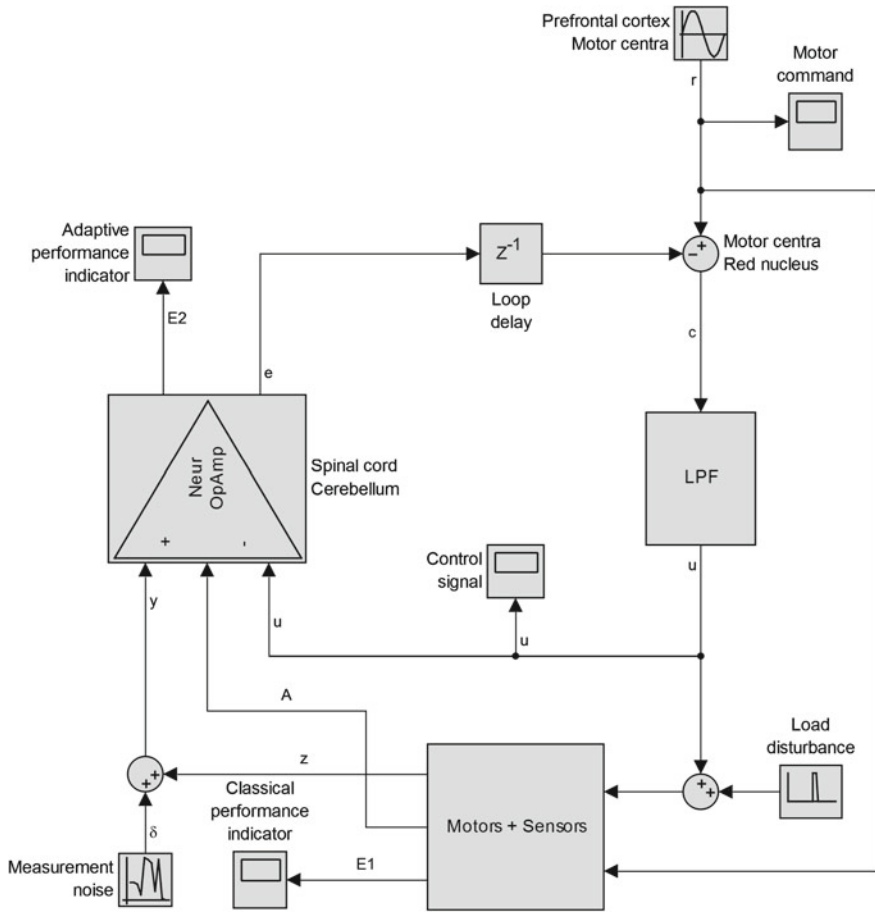 Prefrontal cortex
Motor centra
r
Motor
command
Adaptive
performance
indicator
E2
e
Z-1
Loop
delay
- +
Motor centra
Red nucleus
c
LPF
Neur
OpAmp
+ -
Spinal cord
Cerebellum
Control
signal
u
y
u
u
A
z
+
+
Classical
performance
indicator
Motors + Sensors
+
+
Load
disturbance
δ
Measurement
noise
E1